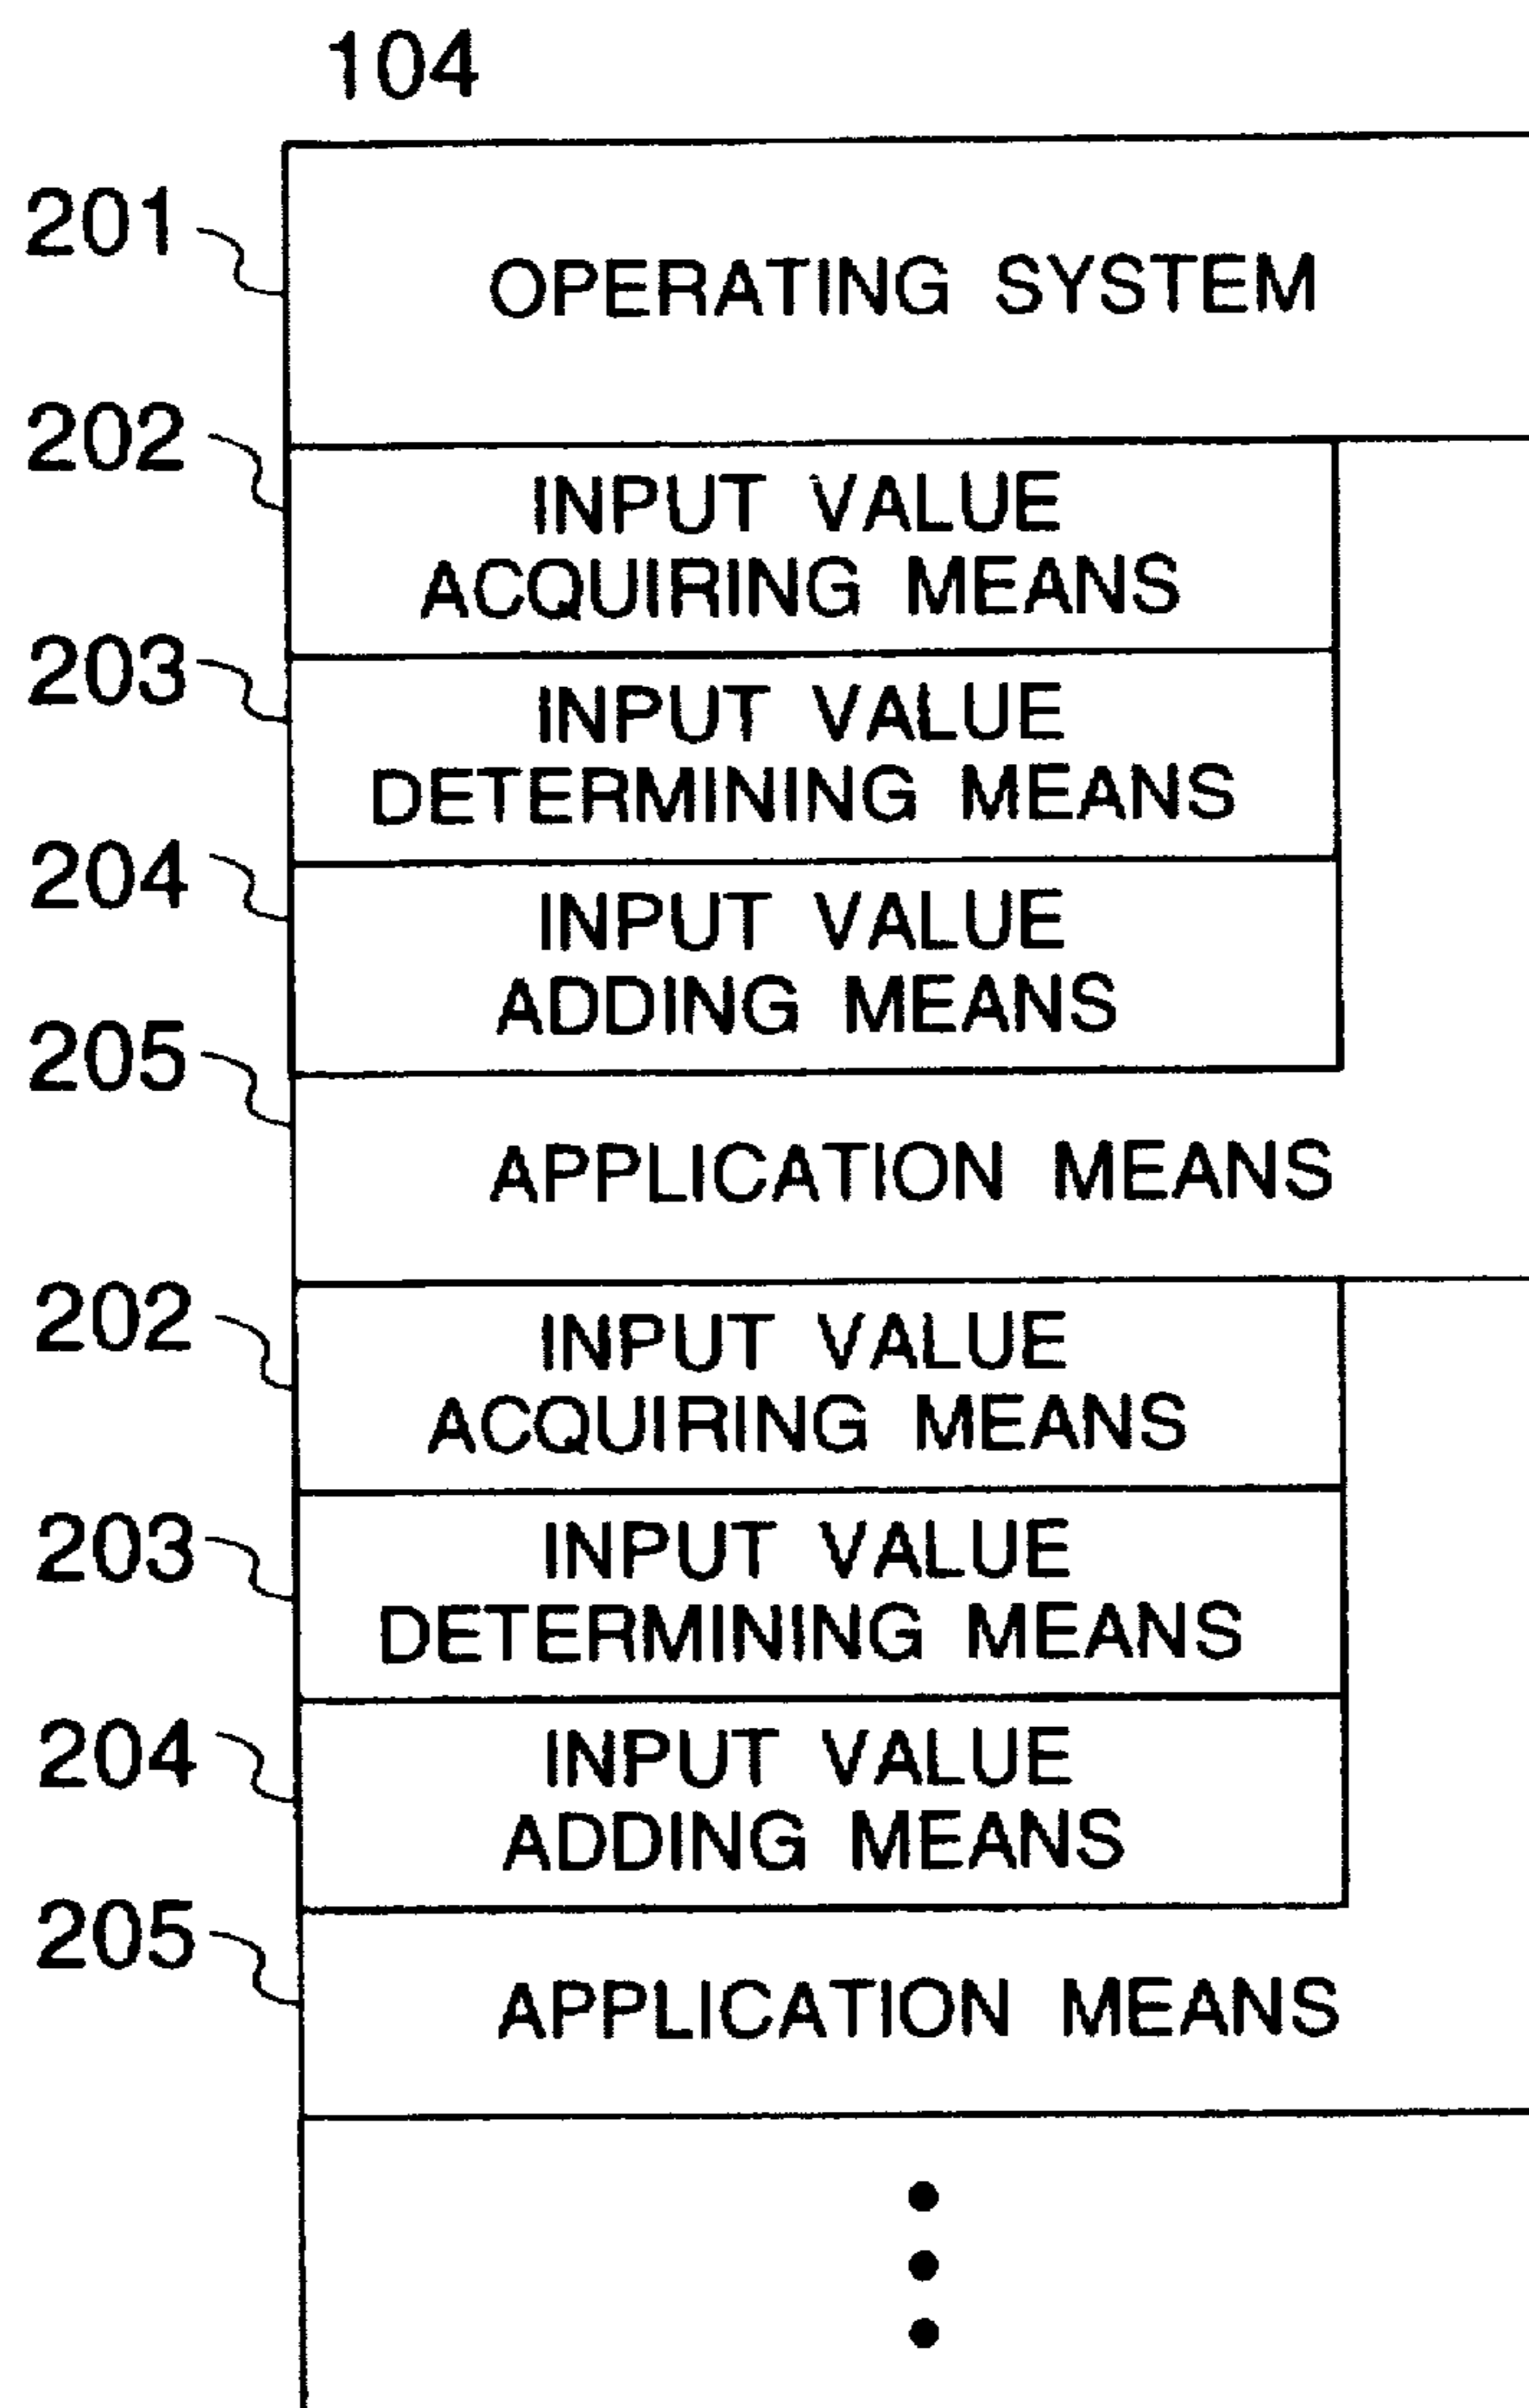 104
201
OPERATING SYSTEM
202
INPUT VALUE
ACQUIRING MEANS
203
INPUT VALUE
DETERMINING MEANS
204
INPUT VALUE
ADDING MEANS
205
APPLICATION MEANS
202
INPUT VALUE
ACQUIRING MEANS
203
INPUT VALUE
DETERMINING MEANS
204
INPUT VALUE
ADDING MEANS
205
APPLICATION MEANS